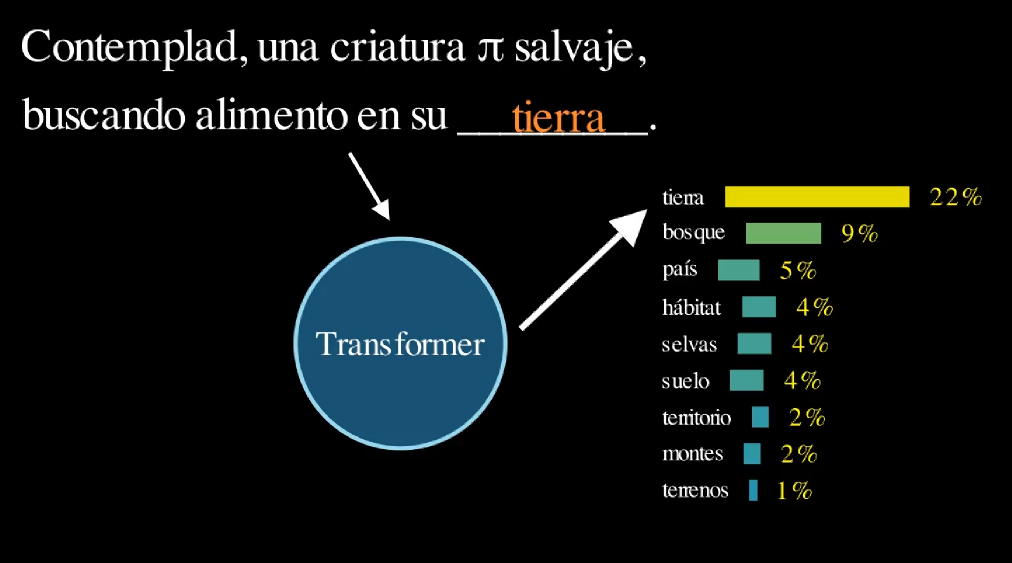 Contemplad, una criatura π salvaje,
buscando alimento en su tierra.
Transformer
tierra 22%
bosque 9%
país 5%
hábitat 4%
selvas 4%
suelo 4%
territorio 2%
montes 2%
terrenos 1%